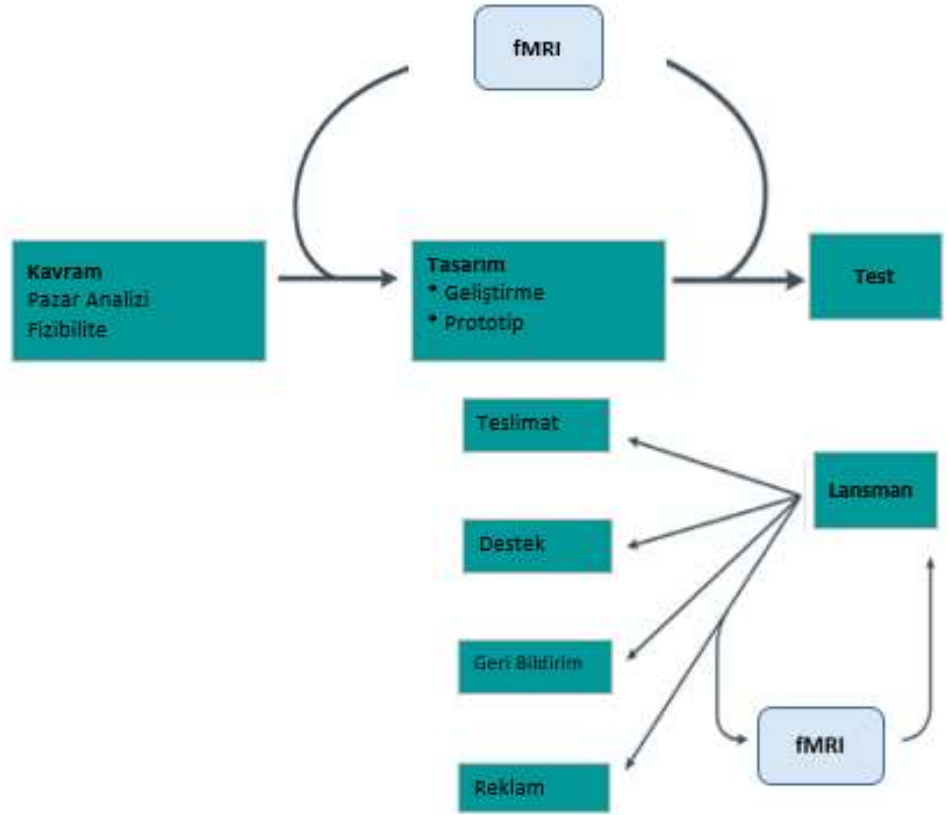 fMRI
Kavram
Pazar Analizi
Fizibilite
Tasarım
* Geliştirme
* Prototip
Test
Teslimat
Lansman
Destek
Geri Bildirim
fMRI
Reklam